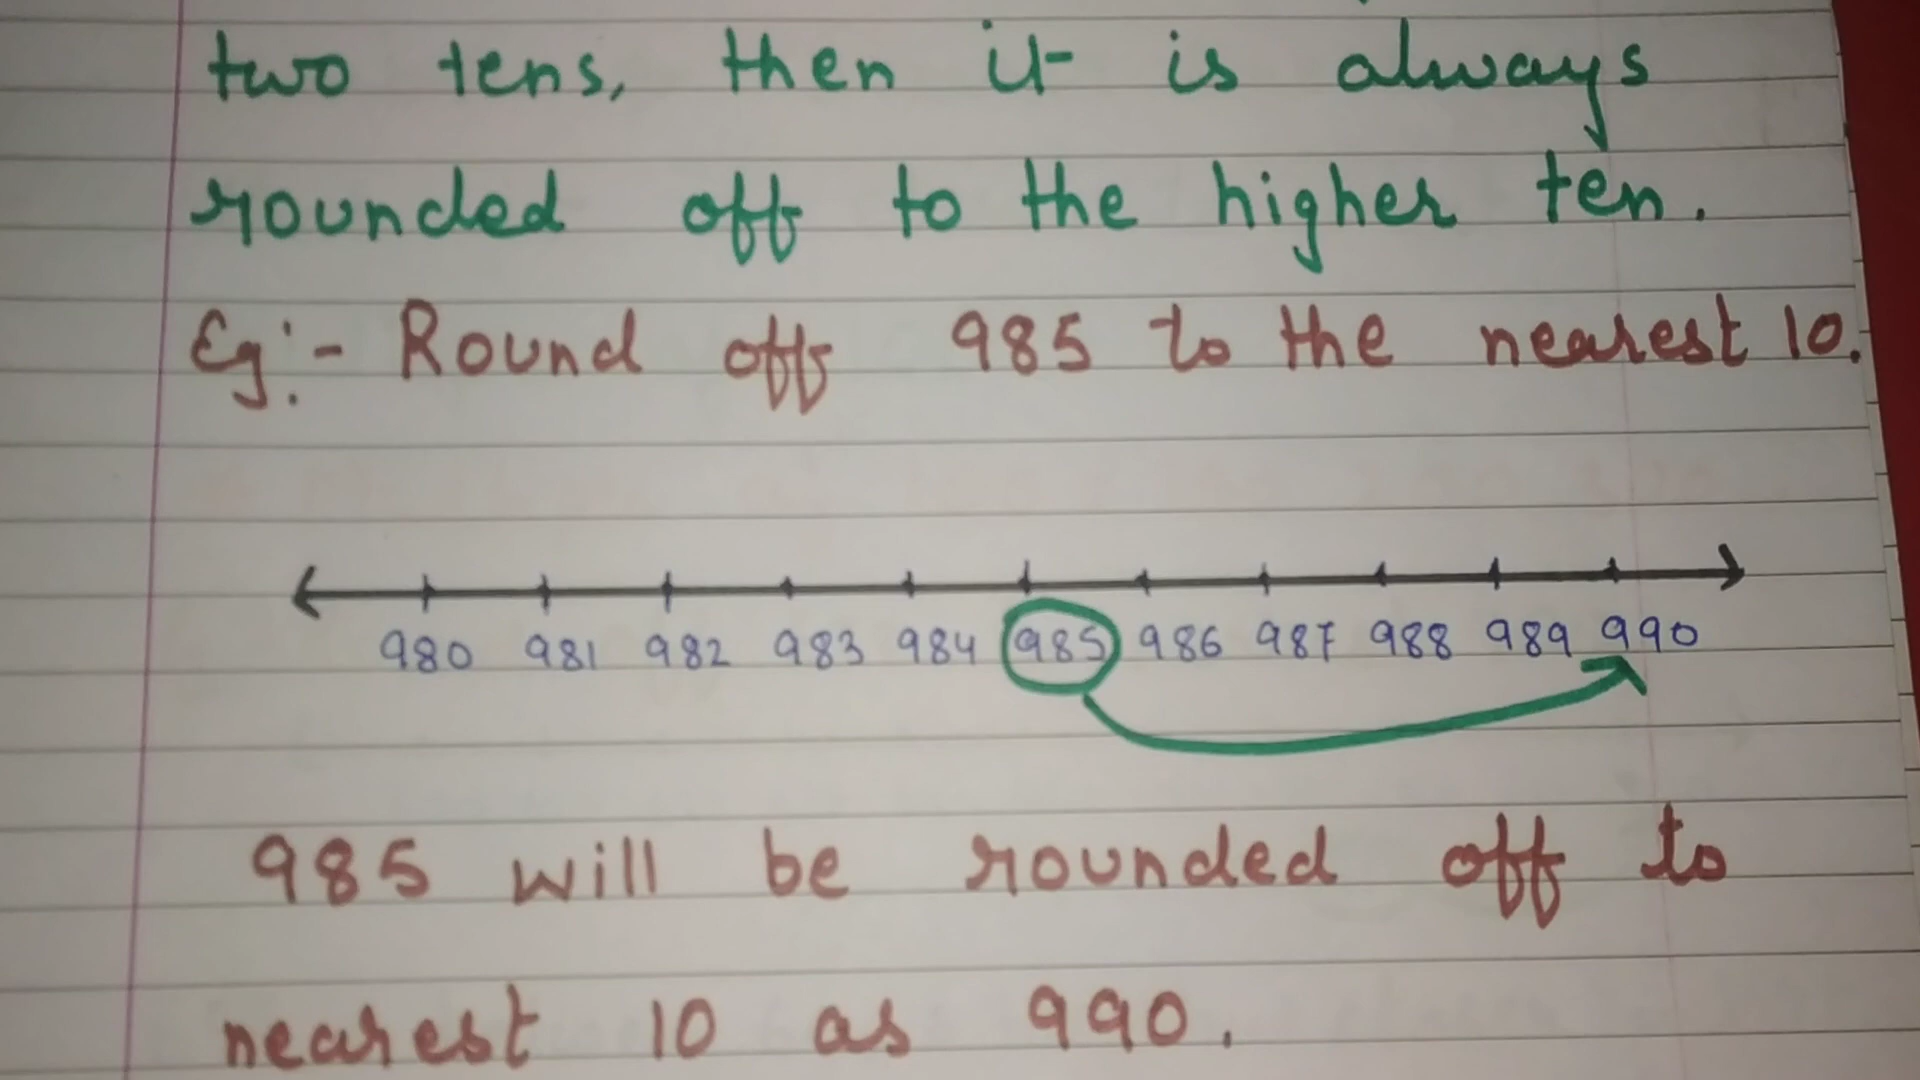 two tens, then it is always
rounded off to the higher ten.
Eg:- Round off 985 to the nearest 10.
980 981 982 983 984 985 986 987 988 989 990
985 will be rounded off to
nearest 10 as 990.